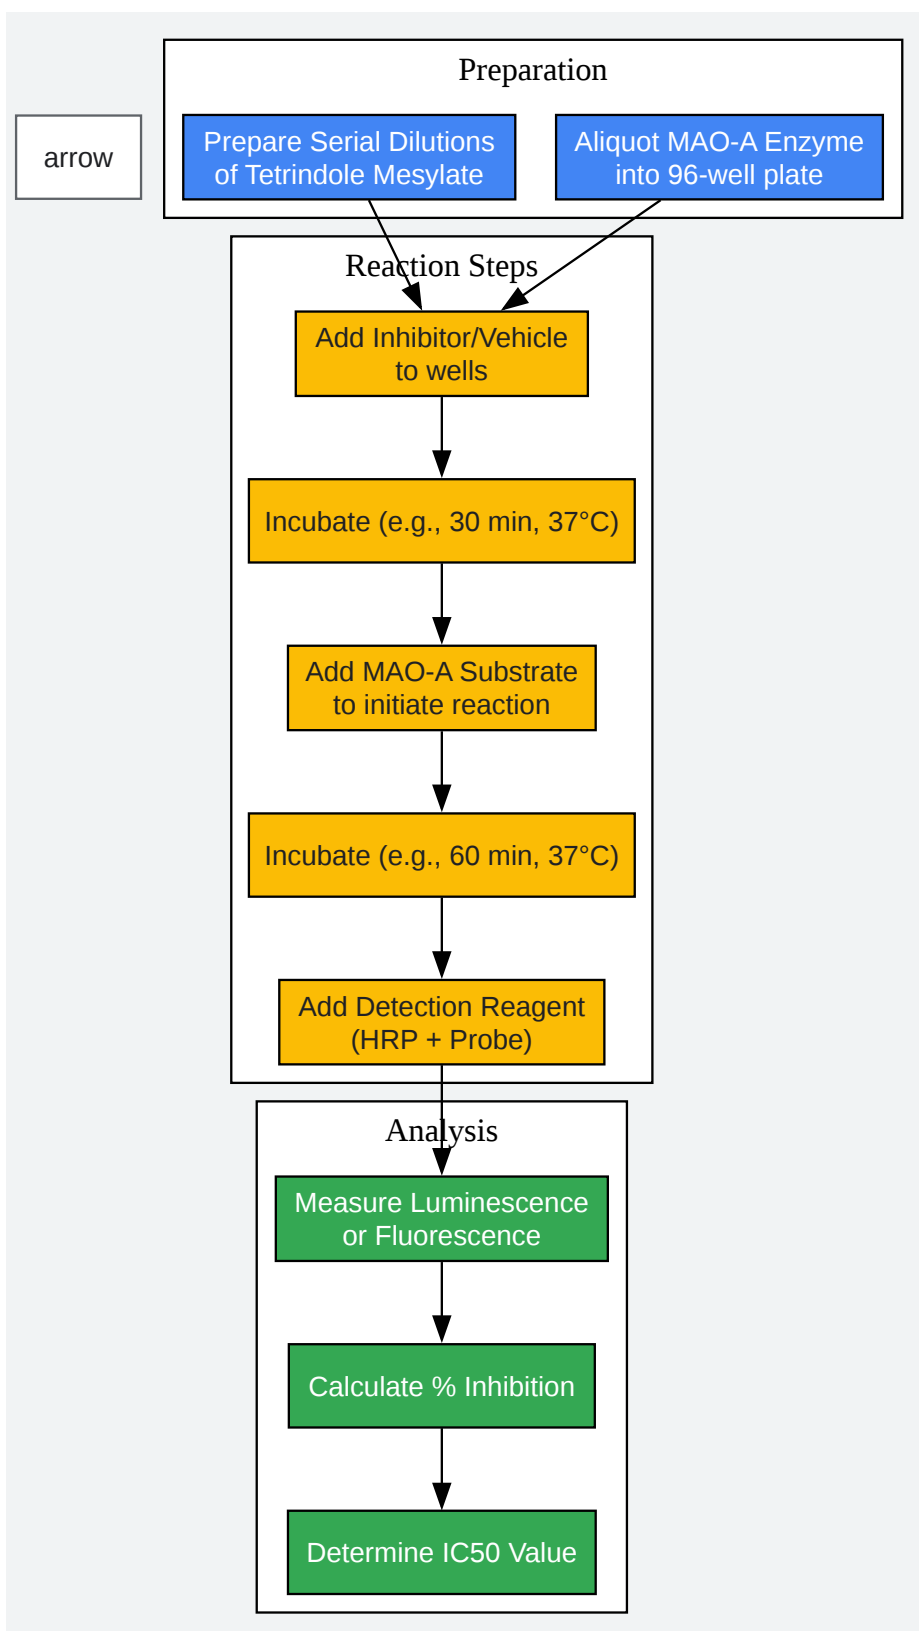 Preparation
arrow
Prepare Serial Dilutions
of Tetrindole Mesylate
Aliquot MAO-A Enzyme
into 96-well plate
Reaction Steps
Add Inhibitor/Vehicle
to wells
Incubate (e.g., 30 min, 37°C)
Add MAO-A Substrate
to initiate reaction
Incubate (e.g., 60 min, 37°C)
Add Detection Reagent
(HRP + Probe)
Analysis
Measure Luminescence
or Fluorescence
Calculate % Inhibition
Determine IC50 Value